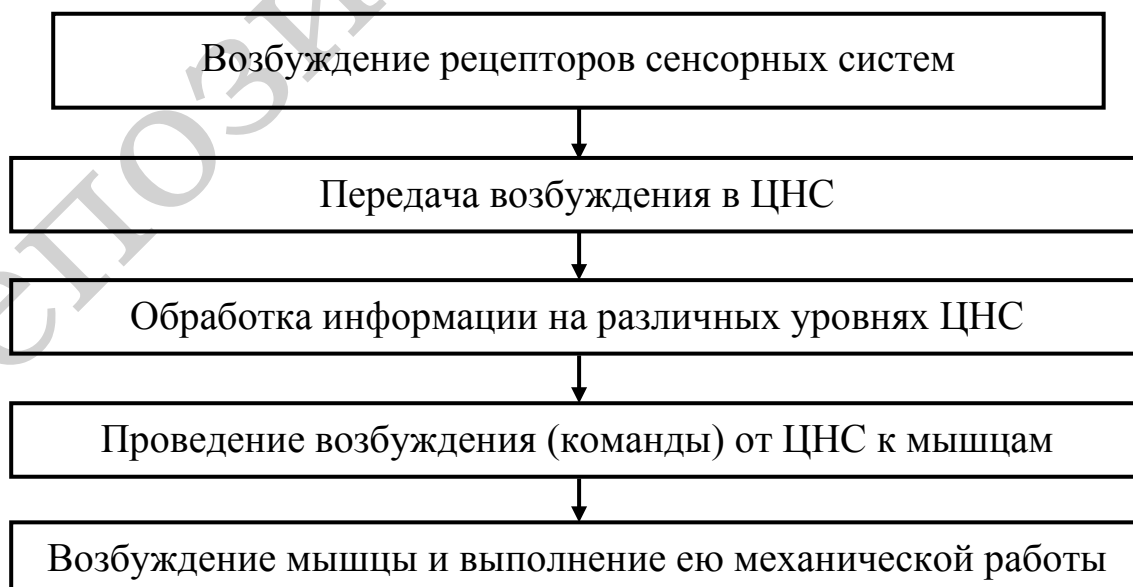 Возбуждение рецепторов сенсорных систем
Передача возбуждения в ЦНС
Обработка информации на различных уровнях ЦНС
Проведение возбуждения (команды) от ЦНС к мышцам
Возбуждение мышцы и выполнение ею механической работы